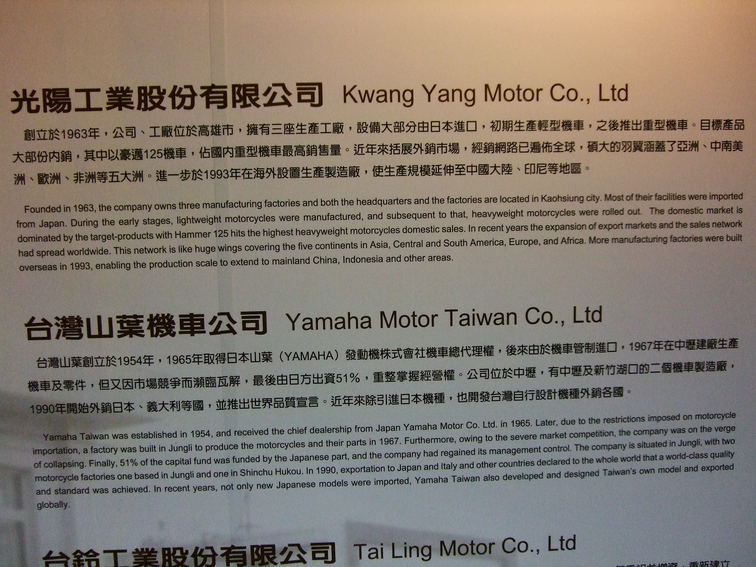 光陽工業股份有限公司 Kwang Yang Motor Co., Ltd
創立於1963年，公司、工廠位於高雄市，擁有三座生產工廠，設備大部分由日本進口，初期生產輕型機車，之後推出重型機車。目標產品
大部份內銷，其中以豪邁125機車，佔國內重型機車最高銷售量。近年來括展外銷市場，經銷網路已遍佈全球，碩大的羽翼涵蓋了亞洲、中南美
洲、歐洲、非洲等五大洲。進一步於1993年在海外設置生產製造廠，使生產規模延伸至中國大陸、印尼等地區。
Founded in 1963, the company owns three manufacturing factories and both the headquarters and the factories are located in Kaohsiung city. Most of their facilities were imported
from Japan. During the early stages, lightweight motorcycles were manufactured, and subsequent to that, heavyweight motorcycles were rolled out. The domestic market is
dominated by the target-products with Hammer 125 hits the highest heavyweight motorcycles domestic sales. In recent years the expansion of export markets and the sales network
had spread worldwide. This network is like huge wings covering the five continents in Asia, Central and South America, Europe, and Africa. More manufacturing factories were built
overseas in 1993, enabling the production scale to extend to mainland China, Indonesia and other areas.
台灣山葉機車公司 Yamaha Motor Taiwan Co., Ltd
台灣山葉創立於1954年，1965年取得日本山葉（YAMAHA）發動機株式會社機車總代理權，後來由於機車管制進口，1967年在中壢建廠生產
機車及零件，但又因市場競爭而瀕臨瓦解，最後由日方出資51%，重整掌握經營權。公司位於中壢，有中壢及新竹湖口的二個機車製造廠，
1990年開始外銷日本、義大利等國，並推出世界品質宣言。近年來除引進日本機種，也開發台灣自行設計機種外銷各國。
Yamaha Taiwan was established in 1954, and received the chief dealership from Japan Yamaha Motor Co. Ltd. in 1965. Later, due to the restrictions imposed on motorcycle
importation, a factory was built in Jungli to produce the motorcycles and their parts in 1967. Furthermore, owing to the severe market competition, the company was on the verge
of collapsing. Finally, 51% of the capital fund was funded by the Japanese part, and the company had regained its management control. The company is situated in Jungli, with two
motorcycle factories one based in Jungli and one in Shinchu Hukou. In 1990, exportation to Japan and Italy and other countries declared to the whole world that a world-class quality
and standard was achieved. In recent years, not only new Japanese models were imported, Yamaha Taiwan also developed and designed Taiwan's own model and exported
globally.
台鈴工業股份有限公司 Tai Ling Motor Co., Ltd